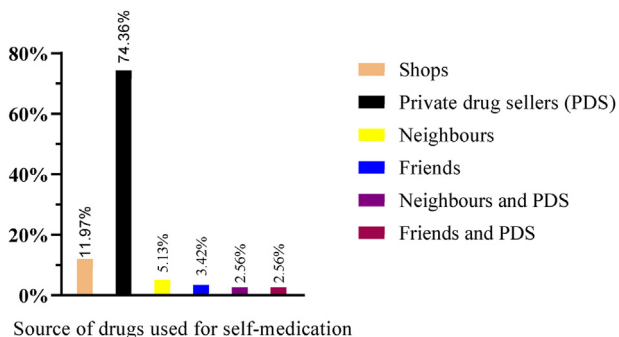 80%
60%
40%
20%
0%
11.97%
74.36%
5.13%
3.42%
2.56%
2.56%
Source of drugs used for self-medication
Shops
Private drug sellers (PDS)
Neighbours
Friends
Neighbours and PDS
Friends and PDS